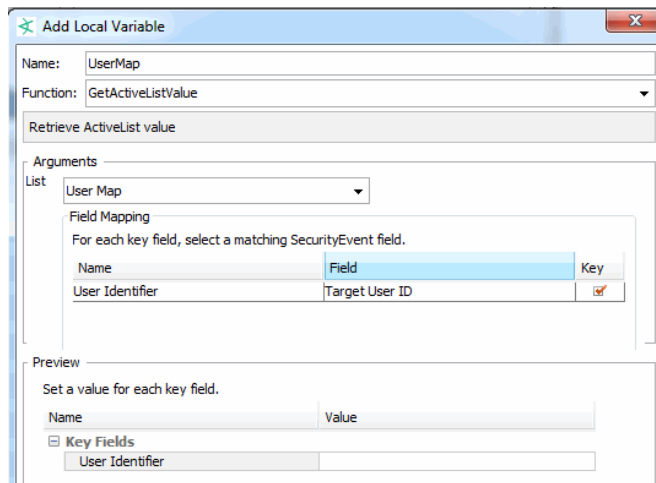 Add Local Variable
Name: UserMap
Function: GetActiveListValue
Retrieve ActiveList value
Arguments
List User Map
Field Mapping
For each key field, select a matching SecurityEvent field.
Name Field Key
User Identifier Target User ID
Preview
Set a value for each key field.
Name Value
Key Fields
User Identifier